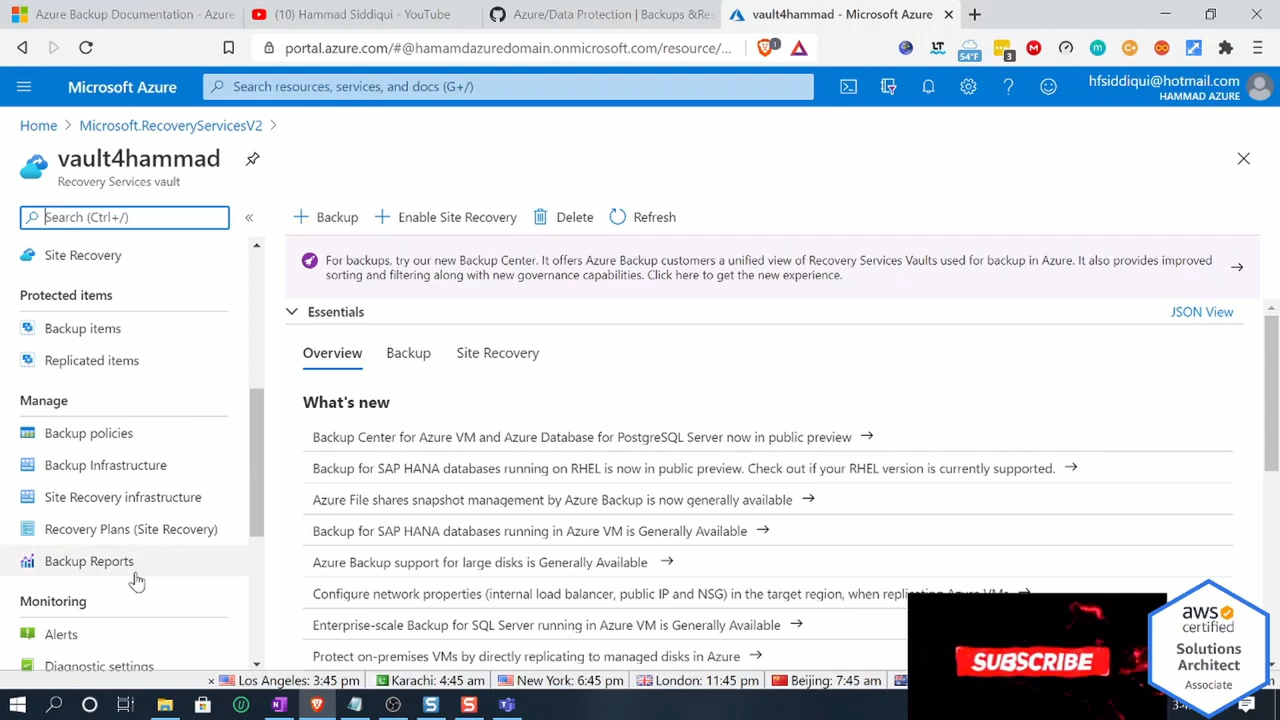 Azure Backup Documentation - Azure
(10) Hammad Siddiqui - YouTube
Azure/Data Protection | Backups &Res
vault4hammad - Microsoft Azure
portal.azure.com/#@hamamdazuredomain.onmicrosoft.com/resource/...
1
LT
54°F
3
Microsoft Azure
Search resources, services, and docs (G+/)
hfsiddiqui@hotmail.com
HAMMAD AZURE
Home > Microsoft.RecoveryServicesV2 >
vault4hammad
Recovery Services vault
Search (Ctrl+/)
«
Site Recovery
Protected items
Backup items
Replicated items
Manage
Backup policies
Backup Infrastructure
Site Recovery infrastructure
Recovery Plans (Site Recovery)
Backup Reports
Monitoring
Alerts
Diagnostic settings
+ Backup
+ Enable Site Recovery
Delete
Refresh
For backups, try our new Backup Center. It offers Azure Backup customers a unified view of Recovery Services Vaults used for backup in Azure. It also provides improved
sorting and filtering along with new governance capabilities. Click here to get the new experience.
Essentials
JSON View
Overview
Backup
Site Recovery
What's new
Backup Center for Azure VM and Azure Database for PostgreSQL Server now in public preview →
Backup for SAP HANA databases running on RHEL is now in public preview. Check out if your RHEL version is currently supported. →
Azure File shares snapshot management by Azure Backup is now generally available →
Backup for SAP HANA databases running in Azure VM is Generally Available →
Azure Backup support for large disks is Generally Available →
Configure network properties (internal load balancer, public IP and NSG) in the target region, when replicating Azure VMs →
Enterprise-scale Backup for SQL Server running in Azure VM is Generally Available →
Protect on-premises VMs by directly replicating to managed disks in Azure →
SUBSCRIBE
aws
certified
Solutions
Architect
Associate
Los Angeles: 3:45 pm
Karachi: 4:45 am
New York: 6:45 pm
London: 11:45 pm
Beijing: 7:45 am